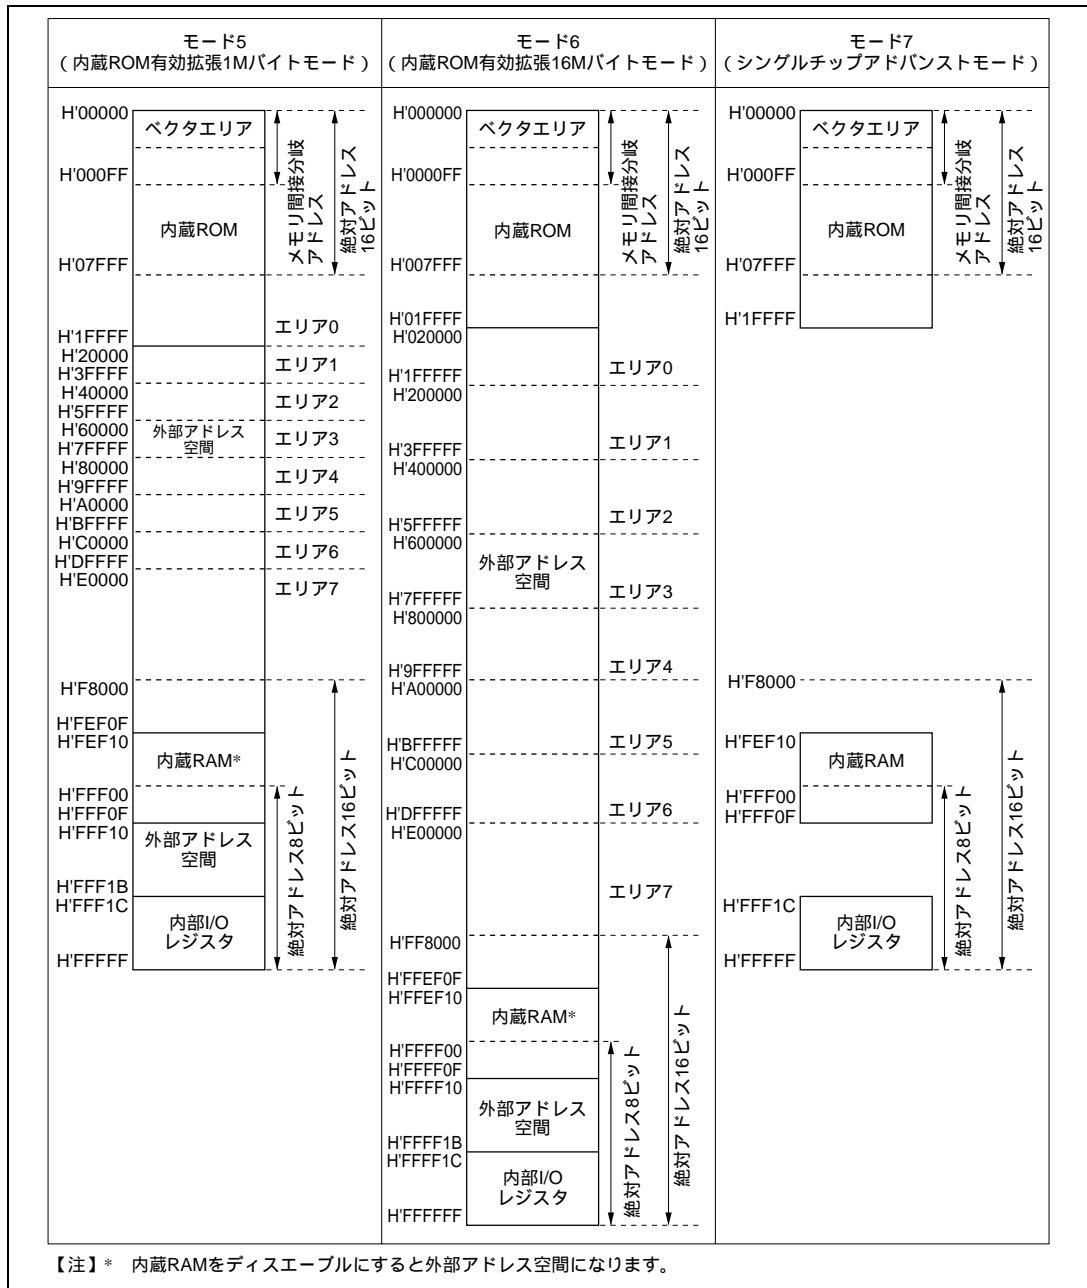 モード5
（内蔵ROM有効拡張1Mバイトモード）
H'00000
ベクタエリア
H'000FF
内蔵ROM
H'07FFF
メモリ間接分岐
アドレス
絶対アドレス
16ビット
H'1FFFF
エリア0
H'20000
H'3FFFF
エリア1
H'40000
H'5FFFF
エリア2
H'60000
外部アドレス
空間
H'7FFFF
エリア3
H'80000
H'9FFFF
エリア4
H'A0000
H'BFFFF
エリア5
H'C0000
H'DFFFF
エリア6
H'E0000
エリア7
H'F8000
H'FEF0F
H'FEF10
内蔵RAM*
H'FFF00
H'FFF0F
H'FFF10
外部アドレス
空間
H'FFF1B
H'FFF1C
内部I/O
レジスタ
H'FFFFF
絶対アドレス8ビット
絶対アドレス16ビット
モード6
（内蔵ROM有効拡張16Mバイトモード）
H'000000
ベクタエリア
H'0000FF
内蔵ROM
H'007FFF
メモリ間接分岐
アドレス
絶対アドレス
16ビット
H'01FFFF
H'020000
エリア0
H'1FFFFF
H'200000
エリア1
H'3FFFFF
H'400000
エリア2
H'5FFFFF
H'600000
外部アドレス
空間
エリア3
H'7FFFFF
H'800000
エリア4
H'9FFFFF
H'A00000
エリア5
H'BFFFFF
H'C00000
エリア6
H'DFFFFF
H'E00000
エリア7
H'FF8000
H'FFEF0F
H'FFEF10
内蔵RAM*
H'FFFF00
H'FFFF0F
H'FFFF10
外部アドレス
空間
H'FFFF1B
H'FFFF1C
内部I/O
レジスタ
H'FFFFFF
絶対アドレス8ビット
絶対アドレス16ビット
モード7
（シングルチップアドバンストモード）
H'00000
ベクタエリア
H'000FF
内蔵ROM
H'07FFF
メモリ間接分岐
アドレス
絶対アドレス
16ビット
H'1FFFF
H'F8000
H'FEF10
内蔵RAM
H'FFF00
H'FFF0F
H'FFF1C
内部I/O
レジスタ
H'FFFFF
絶対アドレス8ビット
絶対アドレス16ビット
【注】* 内蔵RAMをディスエーブルにすると外部アドレス空間になります。